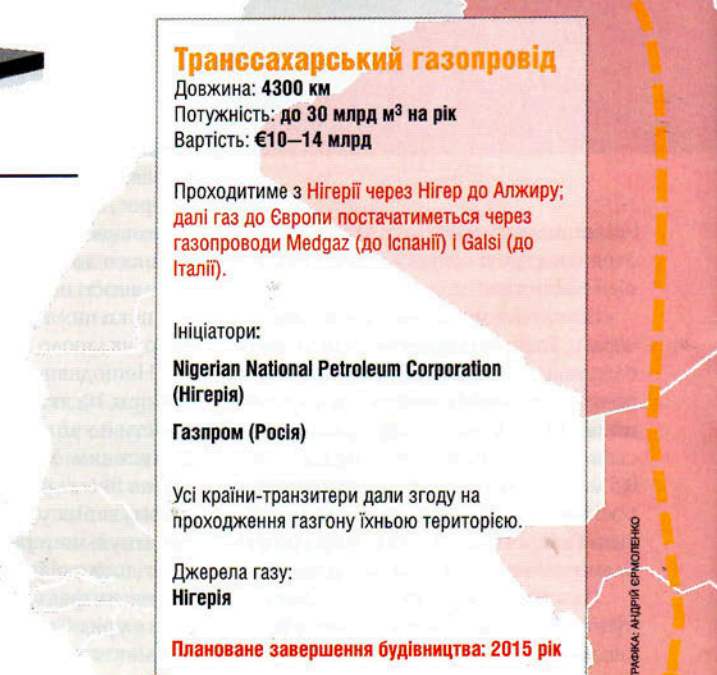 Транссахарський газопровід
Довжина: 4300 км
Потужність: до 30 млрд м³ на рік
Вартість: €10—14 млрд
Проходитиме з Нігерії через Нігер до Алжиру;
далі газ до Європи постачатиметься через
газопроводи Medgaz (до Іспанії) і Galsi (до
Італії).
Ініціатори:
Nigerian National Petroleum Corporation
(Нігерія)
Газпром (Росія)
Усі країни-транзитери дали згоду на
проходження газгону їхньою територією.
Джерела газу:
Нігерія
Плановане завершення будівництва: 2015 рік
РАФІКА: АНДРІЙ ЄРМОЛЕНКО